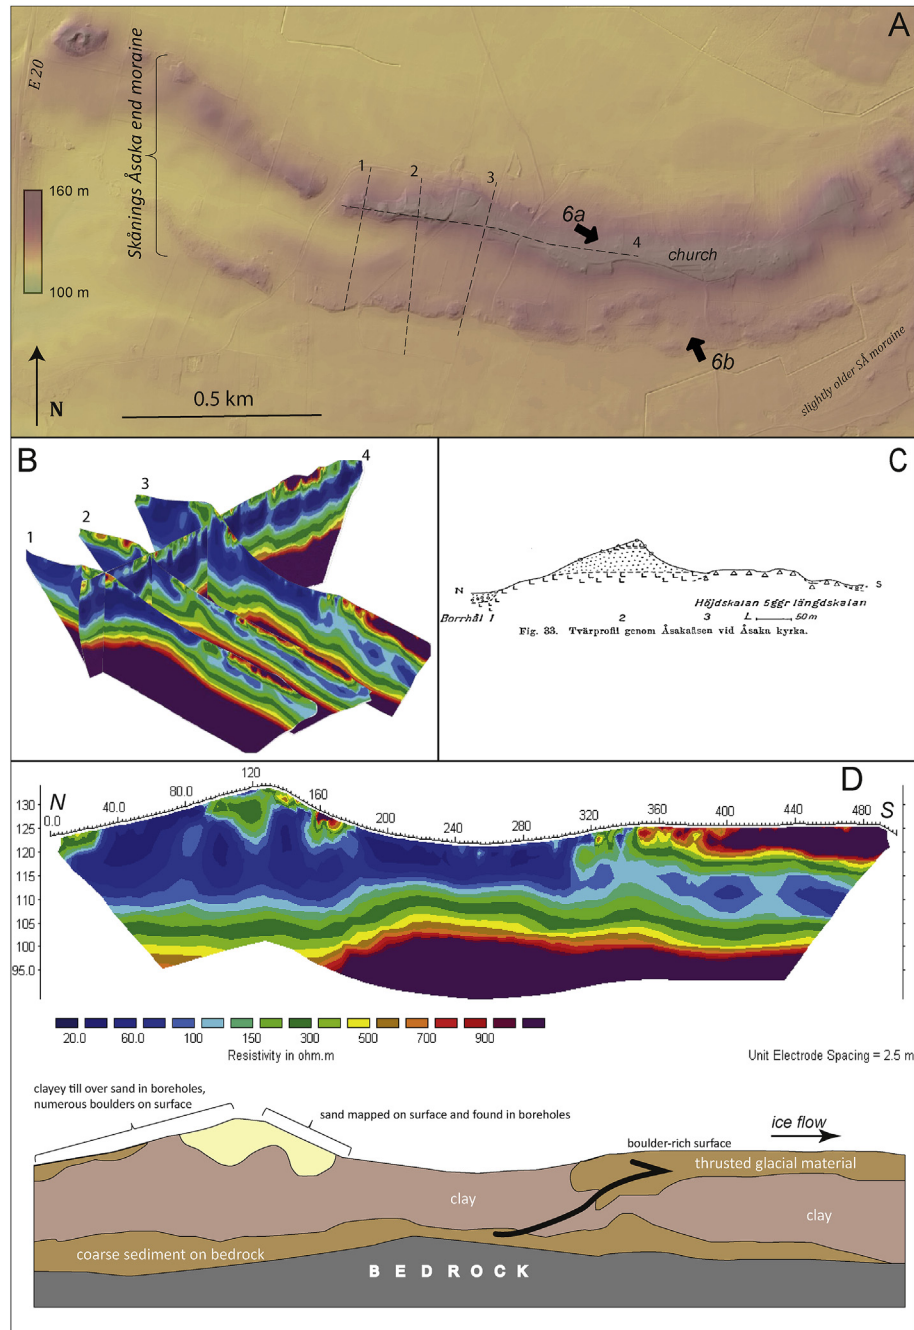 A
E 20
Skånings Åsaka end moraine
1
2
3
160 m
100 m
6a
4
church
6b
N
0.5 km
slightly older SÅ moraine
B
4
3
2
1
C
N
S
Höjdskalan 5ggr längdskalan
Borrhål 1
2
3
L
50m
Fig. 33. Tvärprofil genom Åsakaåsen vid Åsaka kyrka.
D
N
S
0.0 40.0 80.0 120 160 200 240 280 320 360 400 440 480
130
125
120
115
110
105
100
95.0
20.0 60.0 100 150 300 500 700 900
Resistivity in ohm.m
Unit Electrode Spacing = 2.5 m
clayey till over sand in boreholes,
numerous boulders on surface
sand mapped on surface and found in boreholes
ice flow
boulder-rich surface
thrusted glacial material
clay
clay
coarse sediment on bedrock
BEDROCK